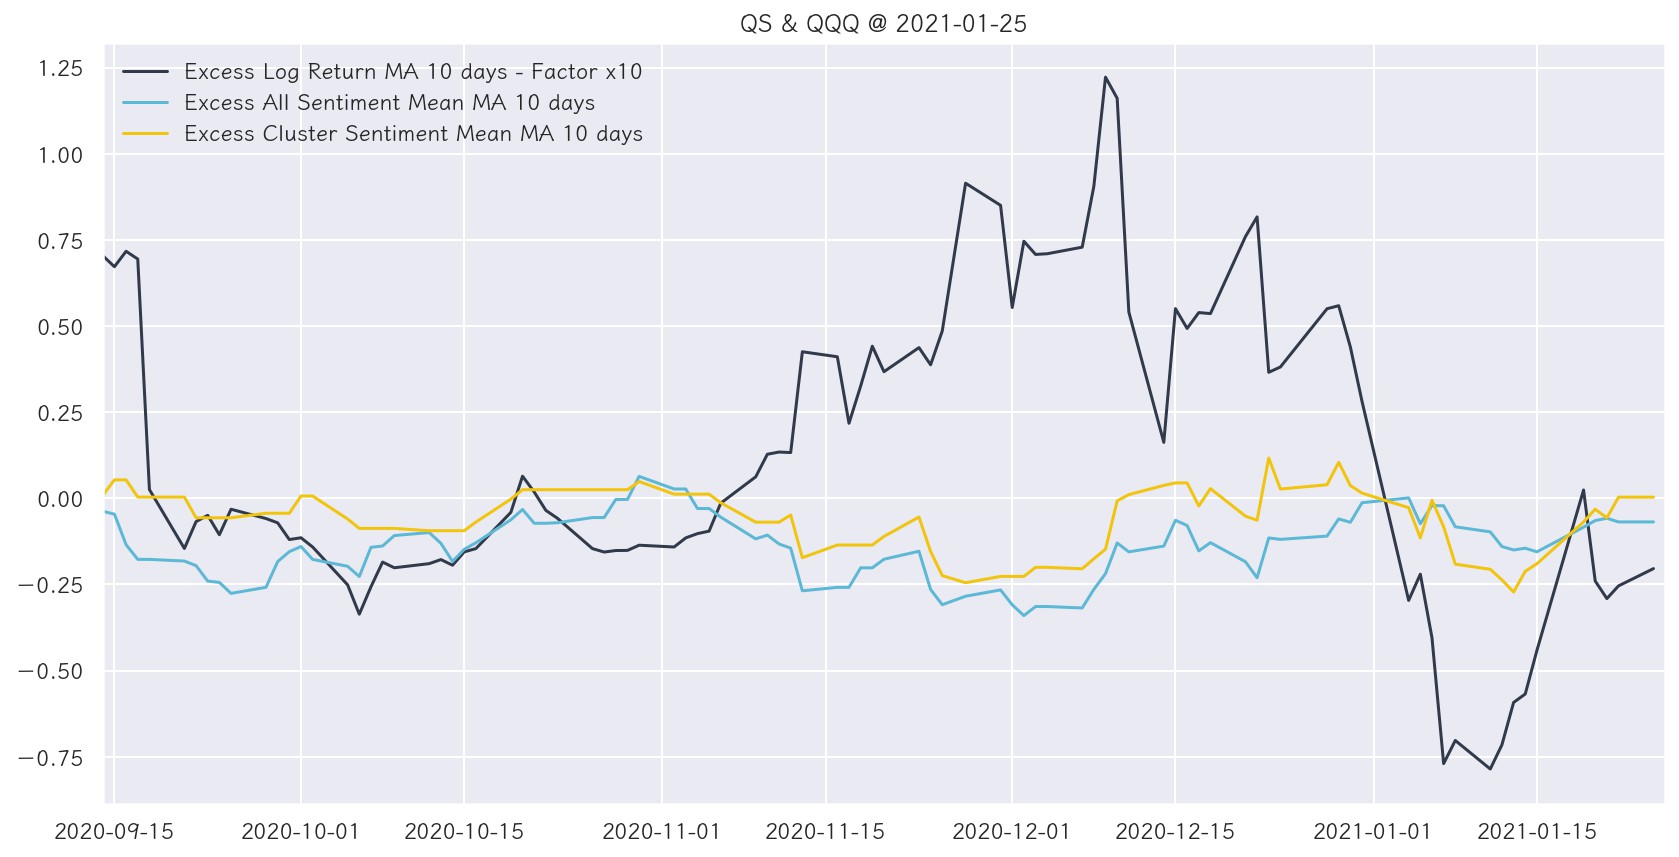 QS & QQQ @ 2021-01-25
Excess Log Return MA 10 days - Factor x10
Excess All Sentiment Mean MA 10 days
Excess Cluster Sentiment Mean MA 10 days
1.25
1.00
0.75
0.50
0.25
0.00
−0.25
−0.50
−0.75
2020-09-15 2020-10-01 2020-10-15 2020-11-01 2020-11-15 2020-12-01 2020-12-15 2021-01-01 2021-01-15